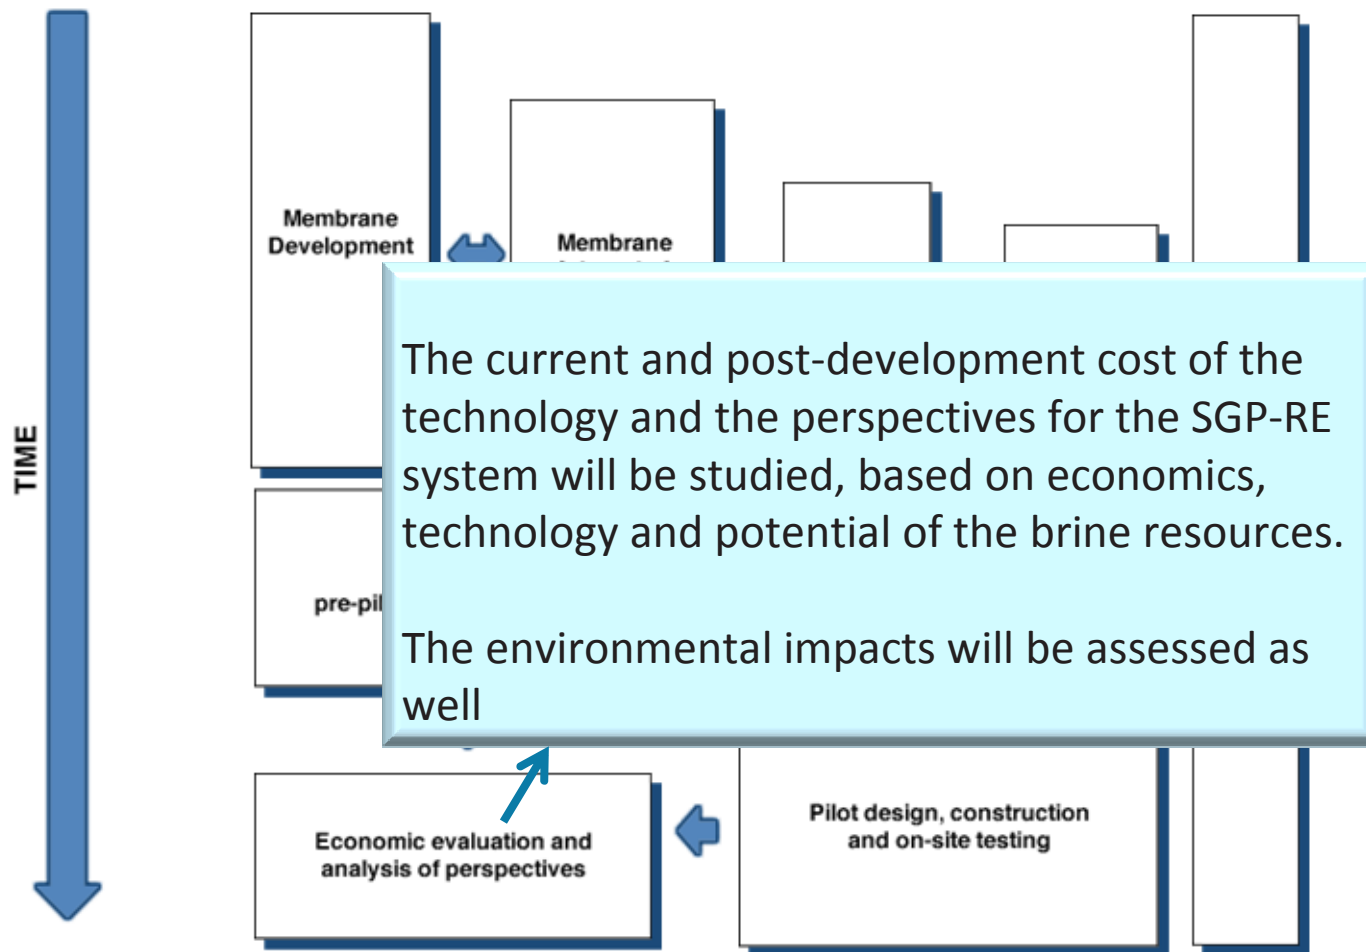 TIME
Membrane
Development
Membrane
The current and post-development cost of the
technology and the perspectives for the SGP-RE
system will be studied, based on economics,
technology and potential of the brine resources.
The environmental impacts will be assessed as
well
Economic evaluation and
analysis of perspectives
Pilot design, construction
and on-site testing